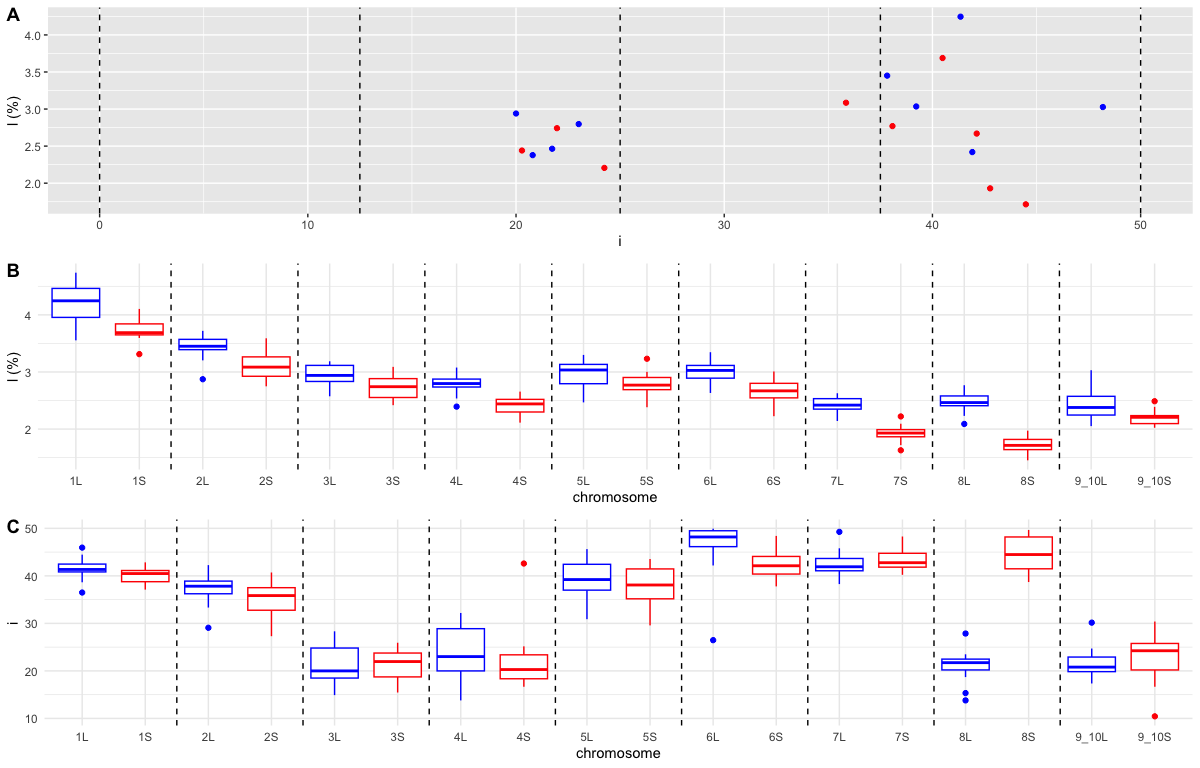 A
l (%)
4.0
3.5
3.0
2.5
2.0
0 10 20 30 40 50
i
B
l (%)
4
3
2
1L 1S 2L 2S 3L 3S 4L 4S 5L 5S 6L 6S 7L 7S 8L 8S 9_10L 9_10S
chromosome
C
i
50
40
30
20
10
1L 1S 2L 2S 3L 3S 4L 4S 5L 5S 6L 6S 7L 7S 8L 8S 9_10L 9_10S
chromosome